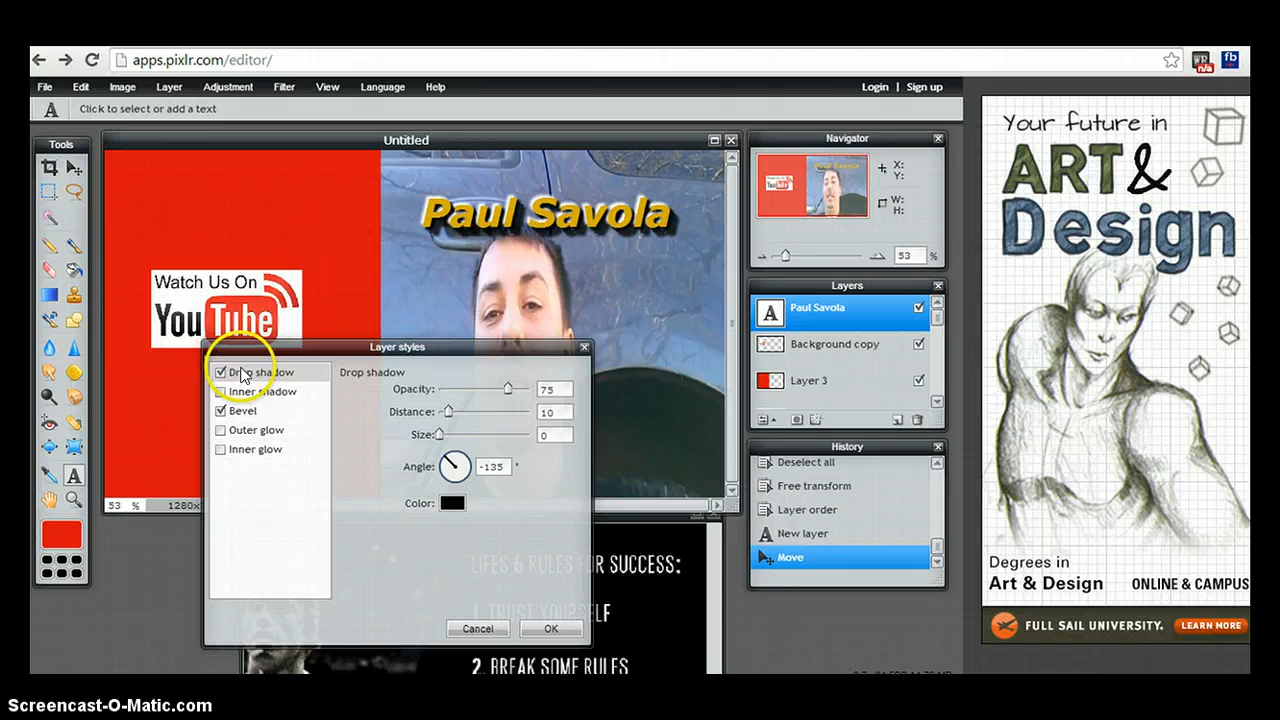 apps.pixlr.com/editor/
n/a
fb
File Edit Image Layer Adjustment Filter View Language Help Login | Sign up
A Click to select or add a text
Tools
Untitled
Paul Savola
Watch Us On
YouTube
53 %
1280x
Layer styles
Drop shadow
Inner shadow
Bevel
Outer glow
Inner glow
Drop shadow
Opacity: 75
Distance: 10
Size: 0
Angle: -135 °
Color:
Cancel OK
LIFES 6 RULES FOR SUCCESS:
1. TRUST YOURSELF
2. BREAK SOME RULES
Navigator
Paul Savola
X:
Y:
W:
H:
53 %
Layers
A Paul Savola
Background copy
Layer 3
History
Deselect all
Free transform
Layer order
A New layer
Move
Your future in
ART &
Design
Degrees in
Art & Design ONLINE & CAMPUS
FULL SAIL UNIVERSITY. LEARN MORE
Screencast-O-Matic.com